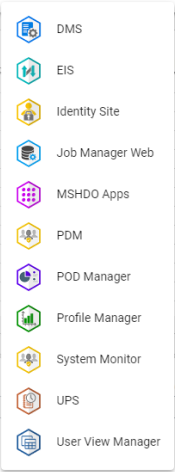 DMS
EIS
Identity Site
Job Manager Web
MSHDO Apps
PDM
POD Manager
Profile Manager
System Monitor
UPS
User View Manager